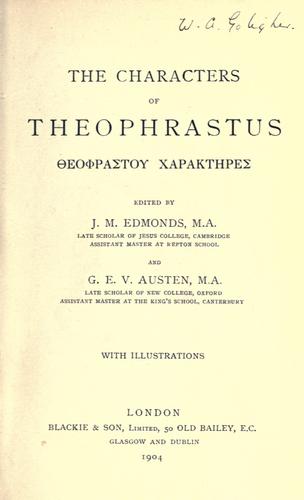 W. A. Goligher.
THE CHARACTERS
OF
THEOPHRASTUS
ΘΕΟΦΡΑΣΤΟΥ ΧΑΡΑΚΤΗΡΕΣ
EDITED BY
J. M. EDMONDS, M.A.
LATE SCHOLAR OF JESUS COLLEGE, CAMBRIDGE
ASSISTANT MASTER AT REPTON SCHOOL
AND
G. E. V. AUSTEN, M.A.
LATE SCHOLAR OF NEW COLLEGE, OXFORD
ASSISTANT MASTER AT THE KING'S SCHOOL, CANTERBURY
WITH ILLUSTRATIONS
LONDON
BLACKIE & SON, LIMITED, 50 OLD BAILEY, E.C.
GLASGOW AND DUBLIN
1904